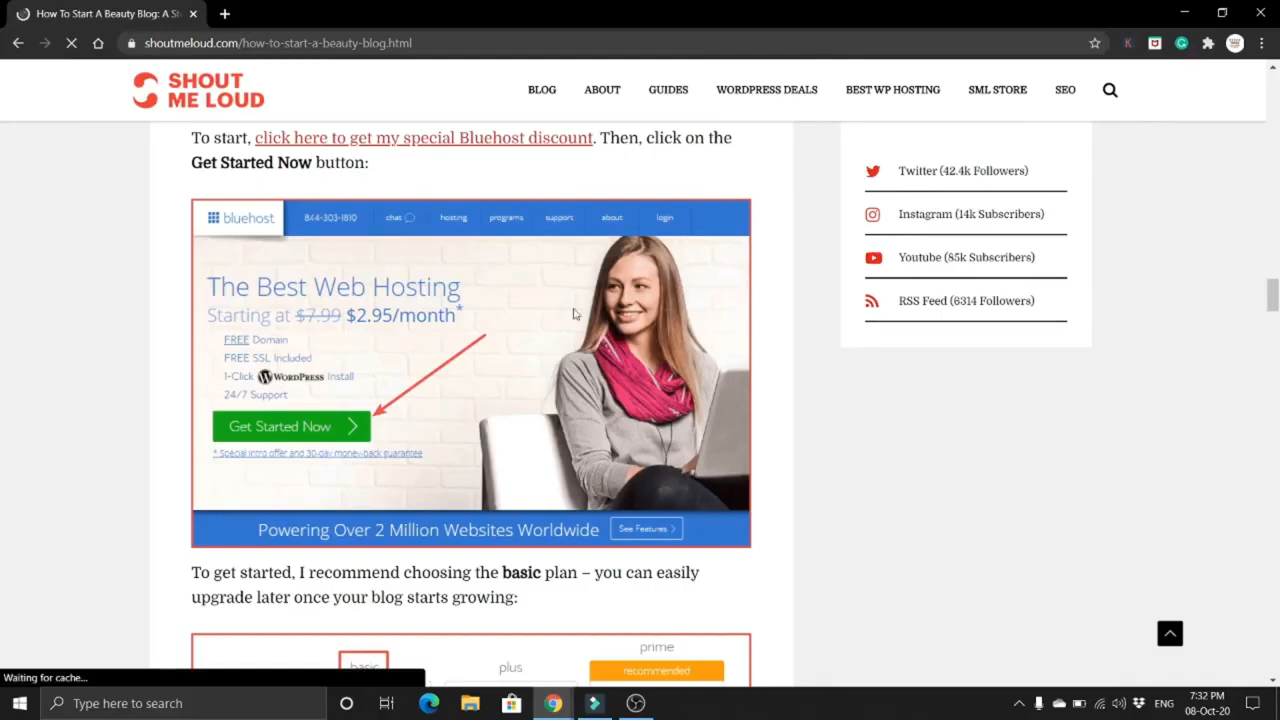 How To Start A Beauty Blog: A St
shoutmeloud.com/how-to-start-a-beauty-blog.html
SHOUT
ME LOUD
BLOG ABOUT GUIDES WORDPRESS DEALS BEST WP HOSTING SML STORE SEO
To start, click here to get my special Bluehost discount. Then, click on the
Get Started Now button:
bluehost 844-303-1810 chat hosting programs support about login
The Best Web Hosting
Starting at $7.99 $2.95/month*
FREE Domain
FREE SSL Included
1-Click WORDPRESS Install
24/7 Support
Get Started Now
* Special intro offer and 30-day money-back guarantee
Powering Over 2 Million Websites Worldwide See Features
To get started, I recommend choosing the basic plan – you can easily
upgrade later once your blog starts growing:
basic plus prime
recommended
Twitter (42.4k Followers)
Instagram (14k Subscribers)
Youtube (85k Subscribers)
RSS Feed (6314 Followers)
Waiting for cache...
Type here to search
ENG
7:32 PM
08-Oct-20